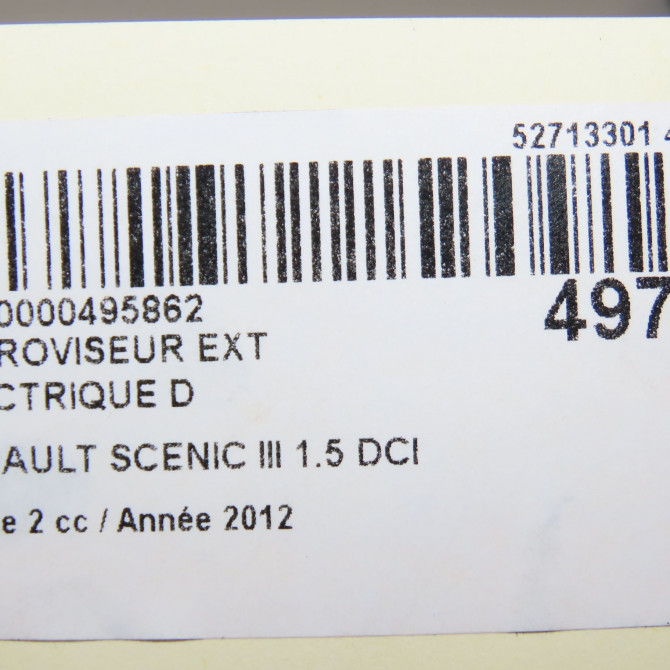 52713301 4
0000495862
497
ROVISEUR EXT
CTRIQUE D
AULT SCENIC III 1.5 DCI
e 2 cc / Année 2012